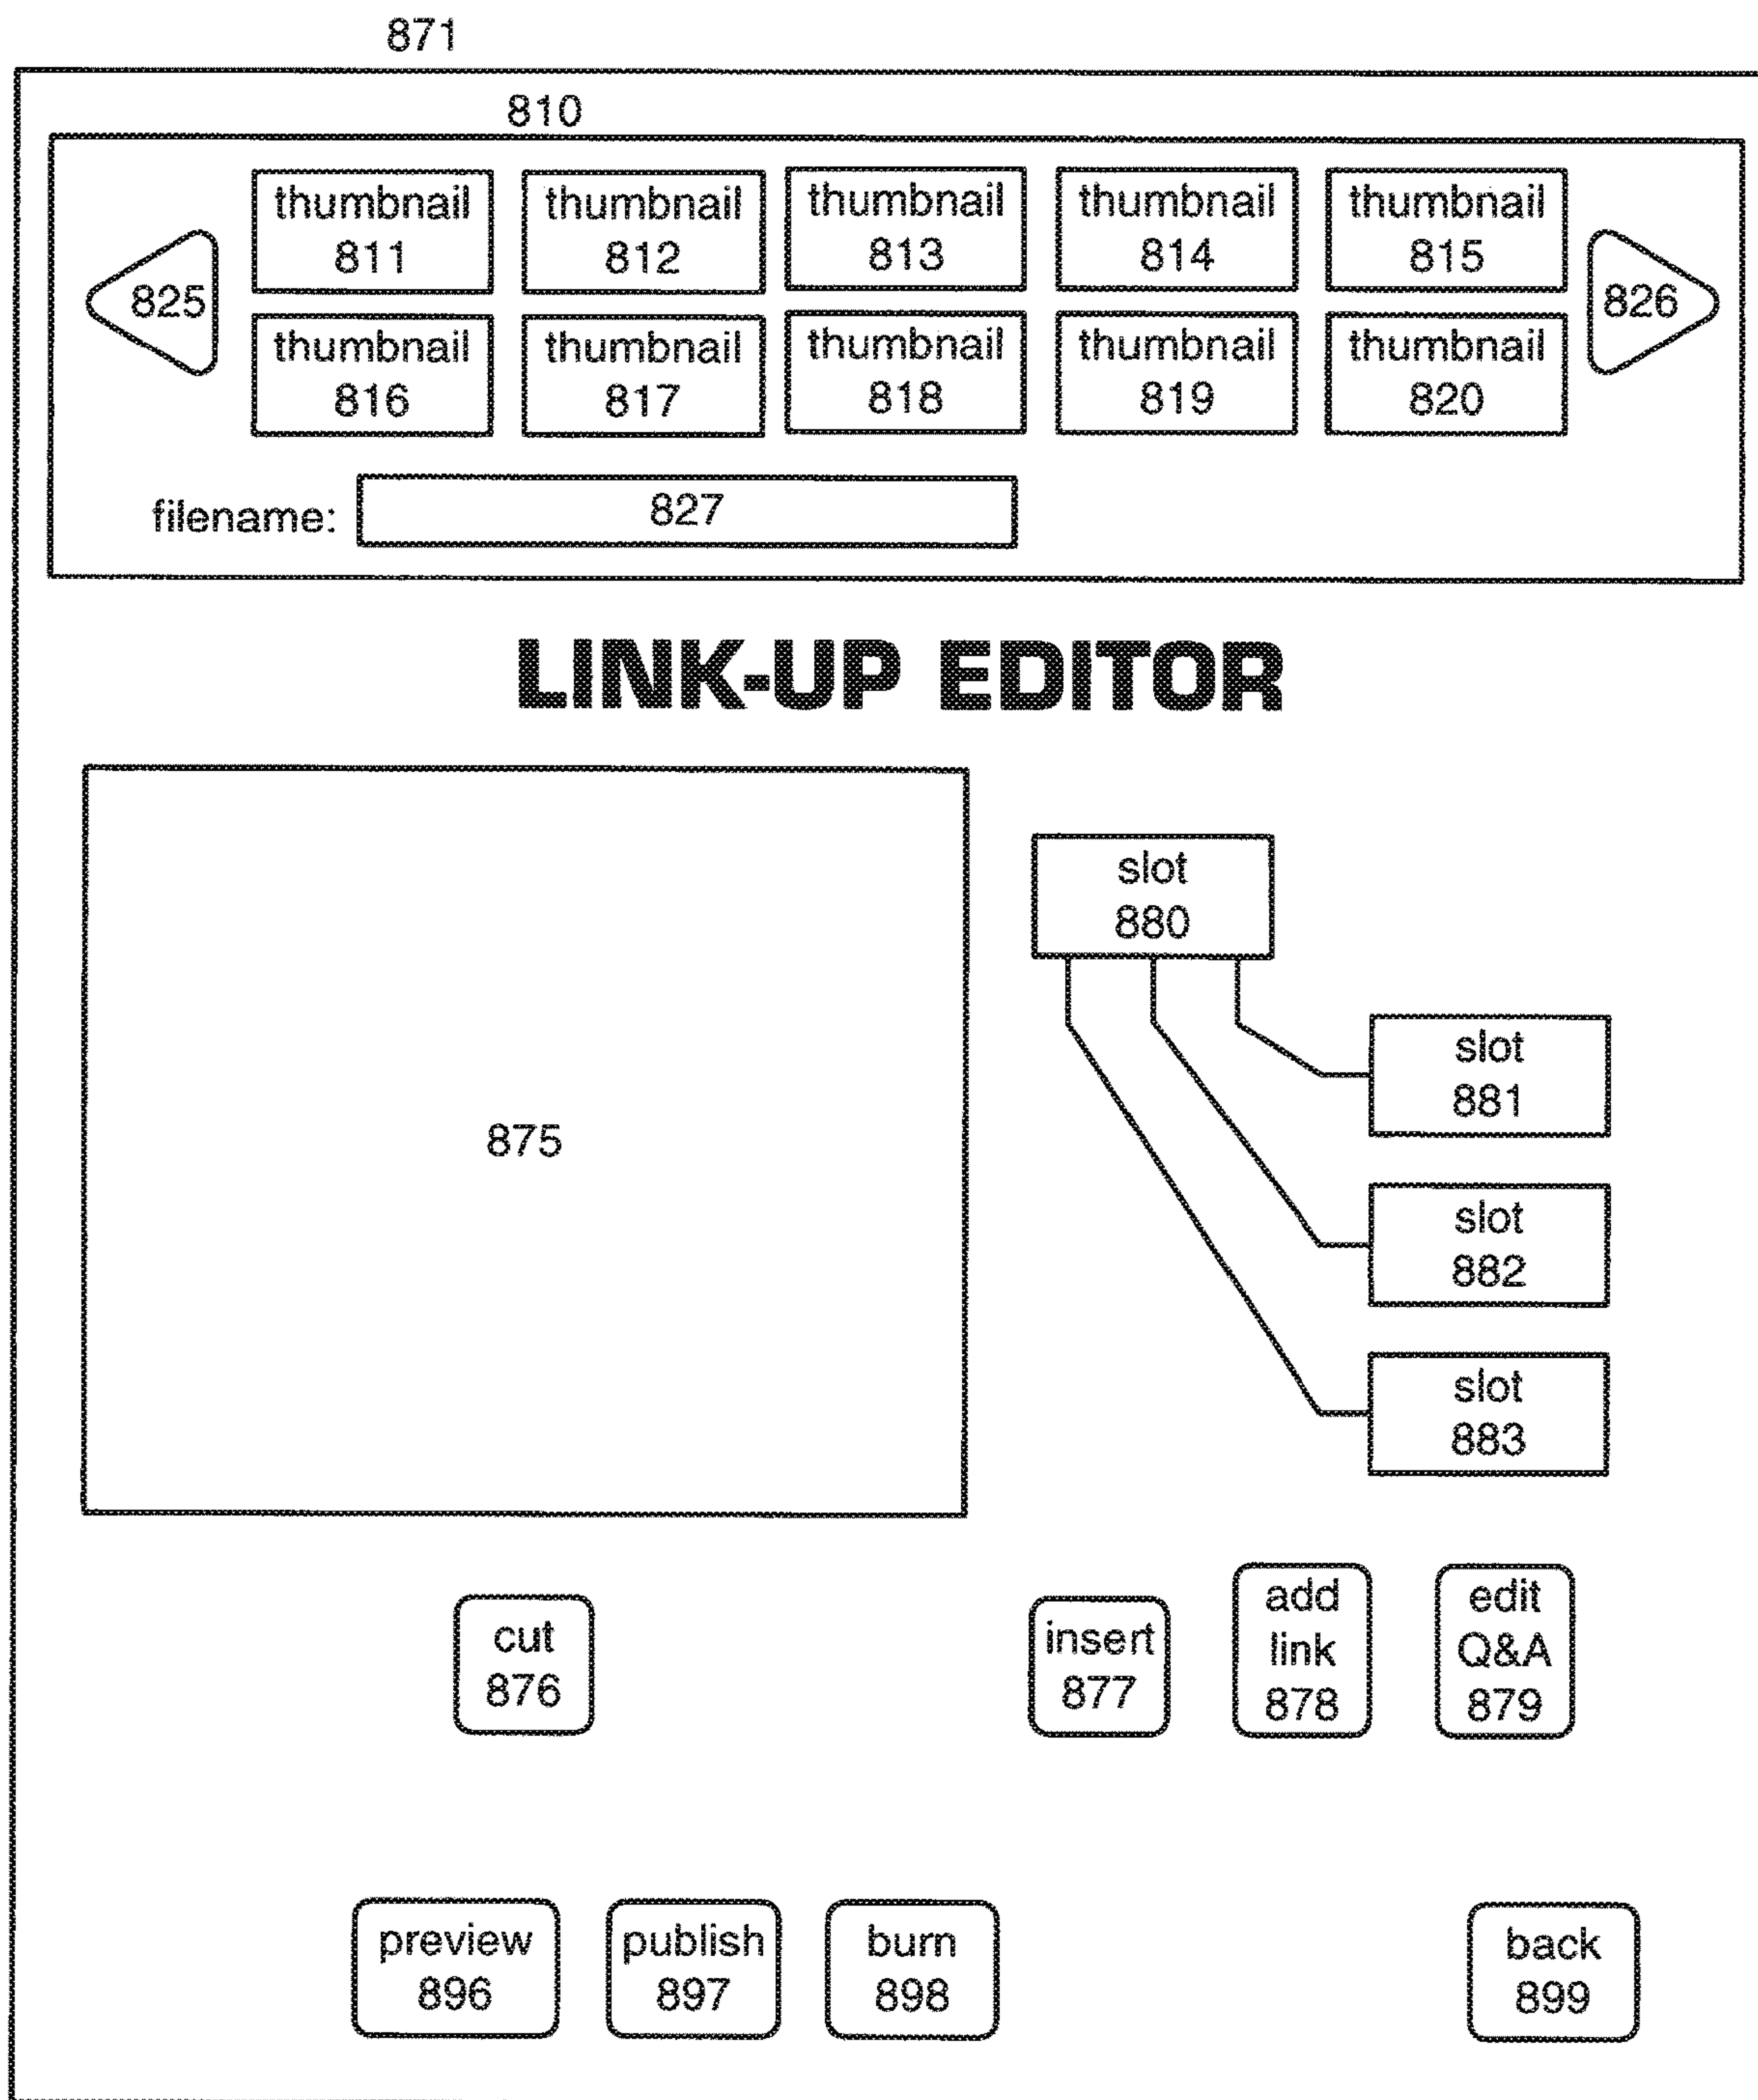 871
810
thumbnail thumbnail thumbnail thumbnail thumbnail
811 812 813 814 815
825 826
thumbnail thumbnail thumbnail thumbnail thumbnail
816 817 818 819 820
filename: 827
LINK-UP EDITOR
slot
880
slot
881
875
slot
882
slot
883
cut
876
insert
877
add
link
878
edit
Q&A
879
preview
896
publish
897
burn
898
back
899